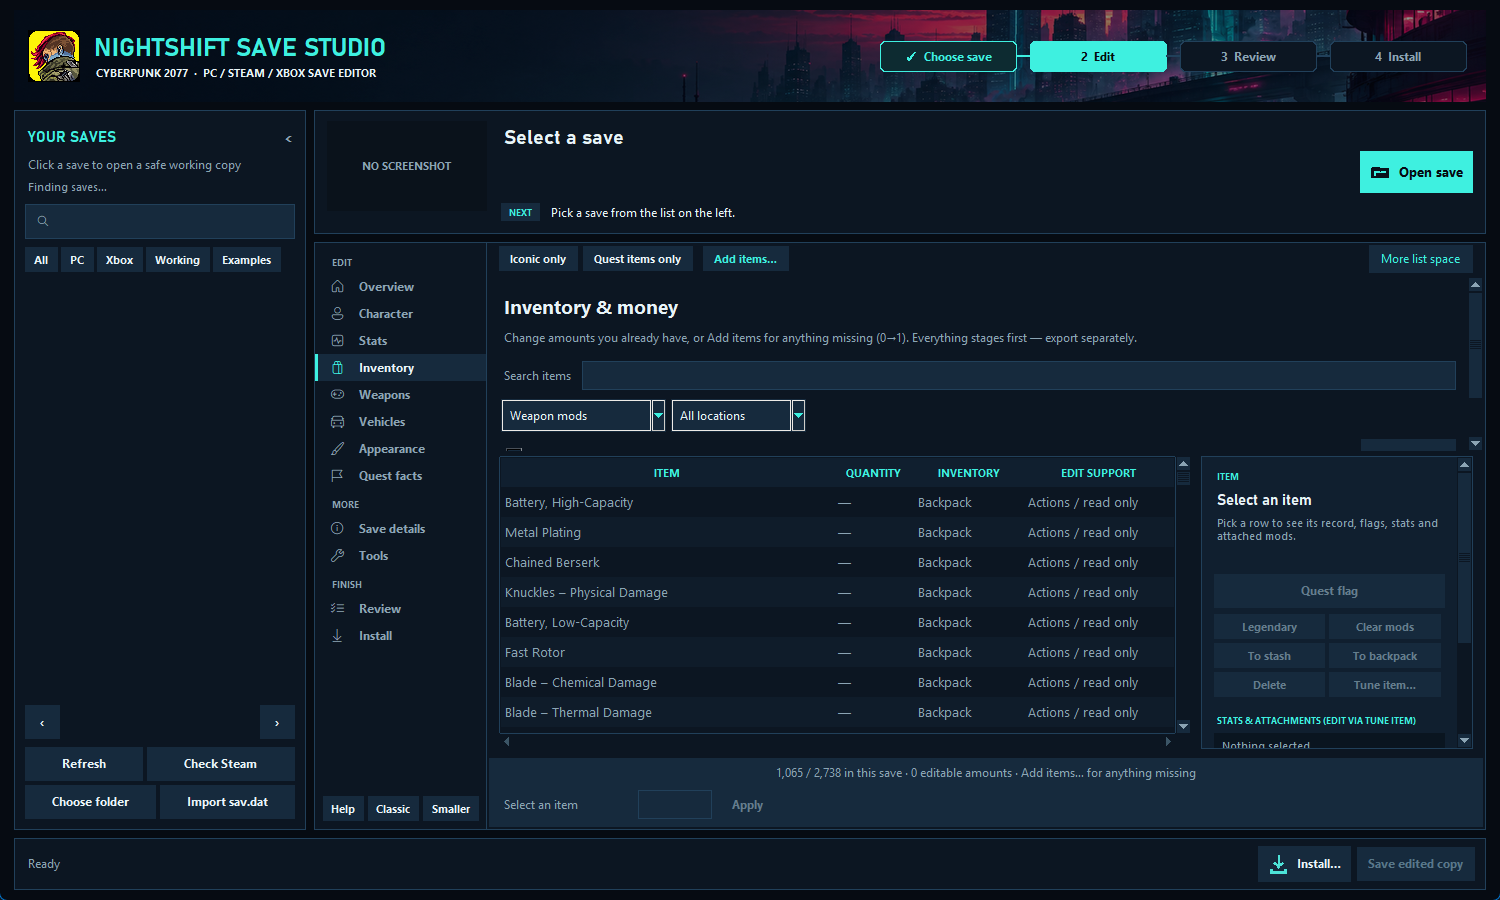 NIGHTSHIFT SAVE STUDIO
CYBERPUNK 2077 · PC / STEAM / XBOX SAVE EDITOR
✓ Choose save
2 Edit
3 Review
4 Install
YOUR SAVES
<
Click a save to open a safe working copy
Finding saves...
All
PC
Xbox
Working
Examples
‹
›
Refresh
Check Steam
Choose folder
Import sav.dat
NO SCREENSHOT
Select a save
NEXT
Pick a save from the list on the left.
Open save
EDIT
Overview
Character
Stats
Inventory
Weapons
Vehicles
Appearance
Quest facts
MORE
Save details
Tools
FINISH
Review
Install
Help
Classic
Smaller
Iconic only
Quest items only
Add items...
More list space
Inventory & money
Change amounts you already have, or Add items for anything missing (0→1). Everything stages first — export separately.
Search items
Weapon mods
All locations
ITEM QUANTITY INVENTORY EDIT SUPPORT
Battery, High-Capacity — Backpack Actions / read only
Metal Plating — Backpack Actions / read only
Chained Berserk — Backpack Actions / read only
Knuckles – Physical Damage — Backpack Actions / read only
Battery, Low-Capacity — Backpack Actions / read only
Fast Rotor — Backpack Actions / read only
Blade – Chemical Damage — Backpack Actions / read only
Blade – Thermal Damage — Backpack Actions / read only
ITEM
Select an item
Pick a row to see its record, flags, stats and
attached mods.
Quest flag
Legendary
Clear mods
To stash
To backpack
Delete
Tune item...
STATS & ATTACHMENTS (EDIT VIA TUNE ITEM)
Nothing selected
1,065 / 2,738 in this save · 0 editable amounts · Add items... for anything missing
Select an item
Apply
Ready
Install...
Save edited copy